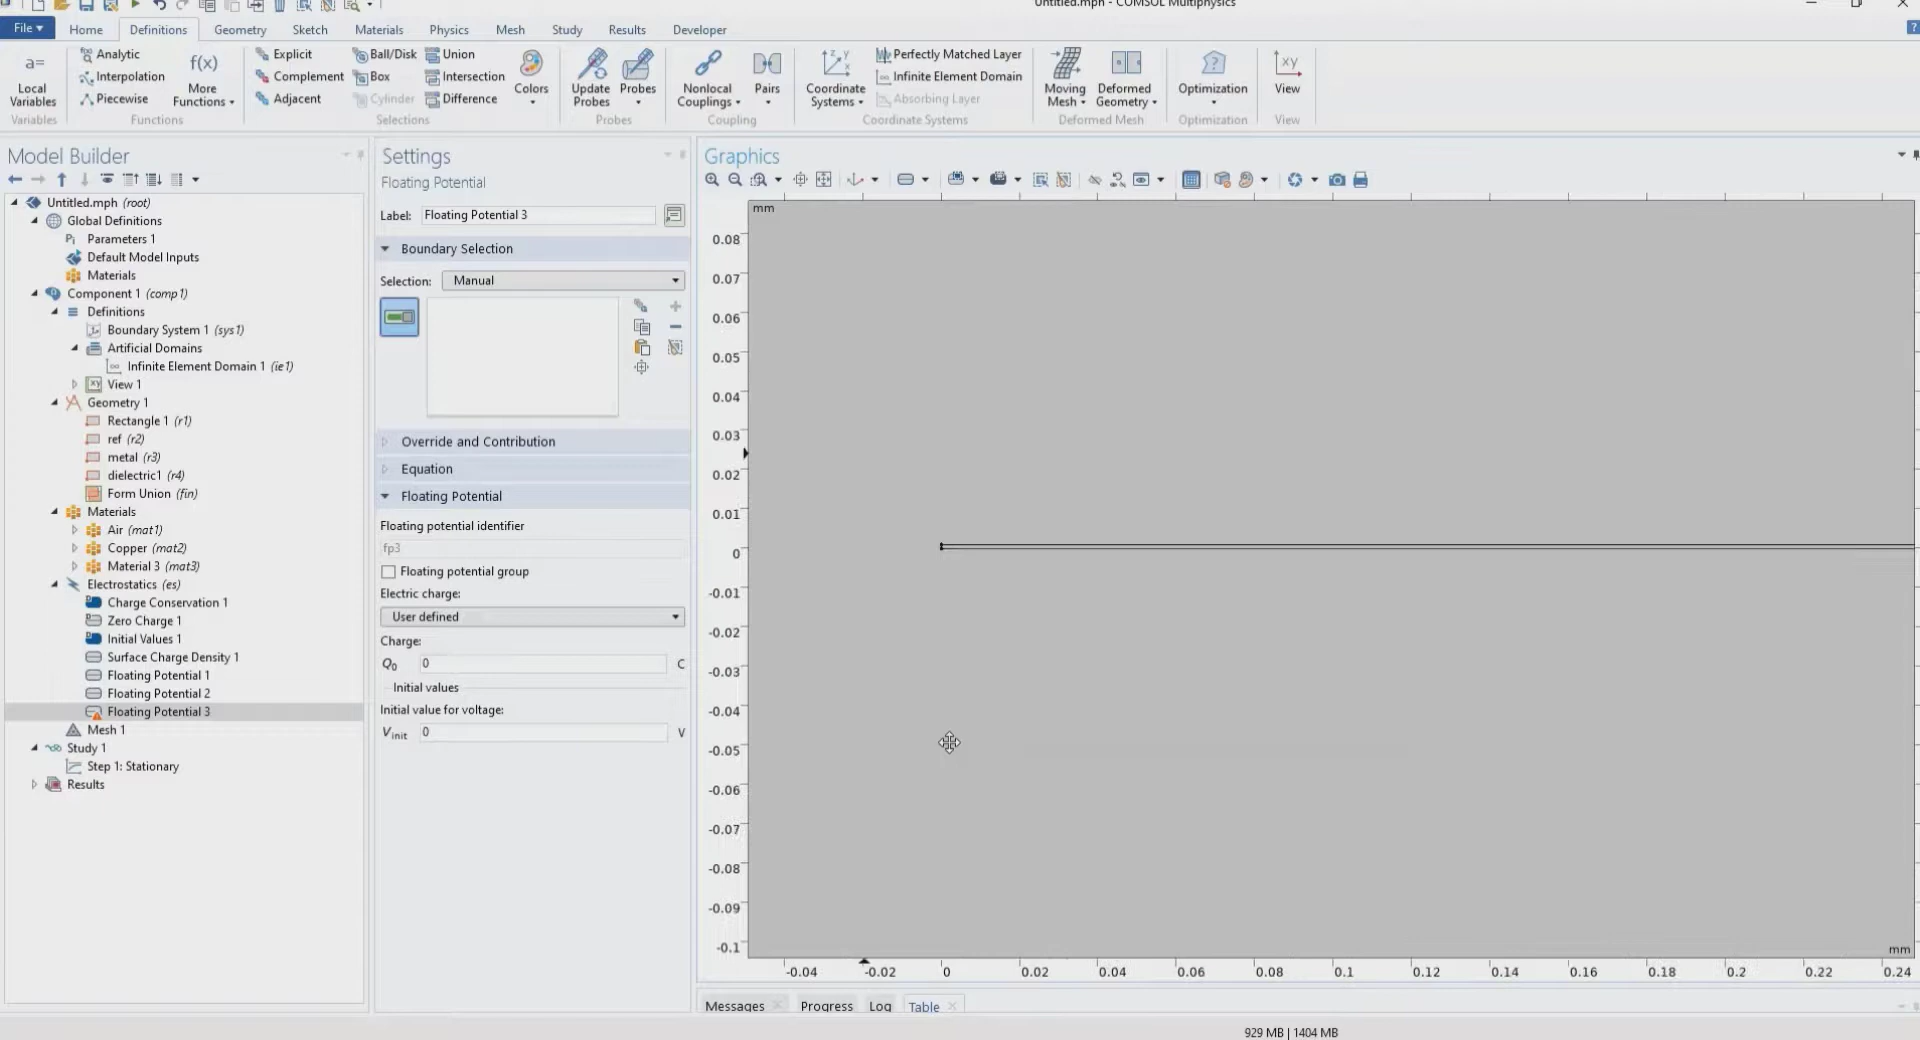 Untitled.mph - COMSOL Multiphysics
File
Home
Definitions
Geometry
Sketch
Materials
Physics
Mesh
Study
Results
Developer
?
a=
Local
Variables
Variables
Analytic
Interpolation
Piecewise
f(x)
More
Functions
Functions
Explicit
Complement
Adjacent
Ball/Disk
Box
Cylinder
Union
Intersection
Difference
Colors
Selections
Update
Probes
Probes
Probes
Nonlocal
Couplings
Pairs
Coupling
Coordinate
Systems
Perfectly Matched Layer
Infinite Element Domain
Absorbing Layer
Coordinate Systems
Moving
Mesh
Deformed
Geometry
Deformed Mesh
Optimization
Optimization
View
View
Model Builder
Untitled.mph (root)
Global Definitions
Parameters 1
Default Model Inputs
Materials
Component 1 (comp1)
Definitions
Boundary System 1 (sys1)
Artificial Domains
Infinite Element Domain 1 (ie1)
View 1
Geometry 1
Rectangle 1 (r1)
ref (r2)
metal (r3)
dielectric1 (r4)
Form Union (fin)
Materials
Air (mat1)
Copper (mat2)
Material 3 (mat3)
Electrostatics (es)
Charge Conservation 1
Zero Charge 1
Initial Values 1
Surface Charge Density 1
Floating Potential 1
Floating Potential 2
Floating Potential 3
Mesh 1
Study 1
Step 1: Stationary
Results
Settings
Floating Potential
Label: Floating Potential 3
Boundary Selection
Selection: Manual
Override and Contribution
Equation
Floating Potential
Floating potential identifier
fp3
Floating potential group
Electric charge:
User defined
Charge:
Q0 0 C
Initial values
Initial value for voltage:
Vinit 0 V
Graphics
mm
0.08
0.07
0.06
0.05
0.04
0.03
0.02
0.01
0
-0.01
-0.02
-0.03
-0.04
-0.05
-0.06
-0.07
-0.08
-0.09
-0.1
mm
-0.04 -0.02 0 0.02 0.04 0.06 0.08 0.1 0.12 0.14 0.16 0.18 0.2 0.22 0.24
Messages Progress Log Table
929 MB | 1404 MB